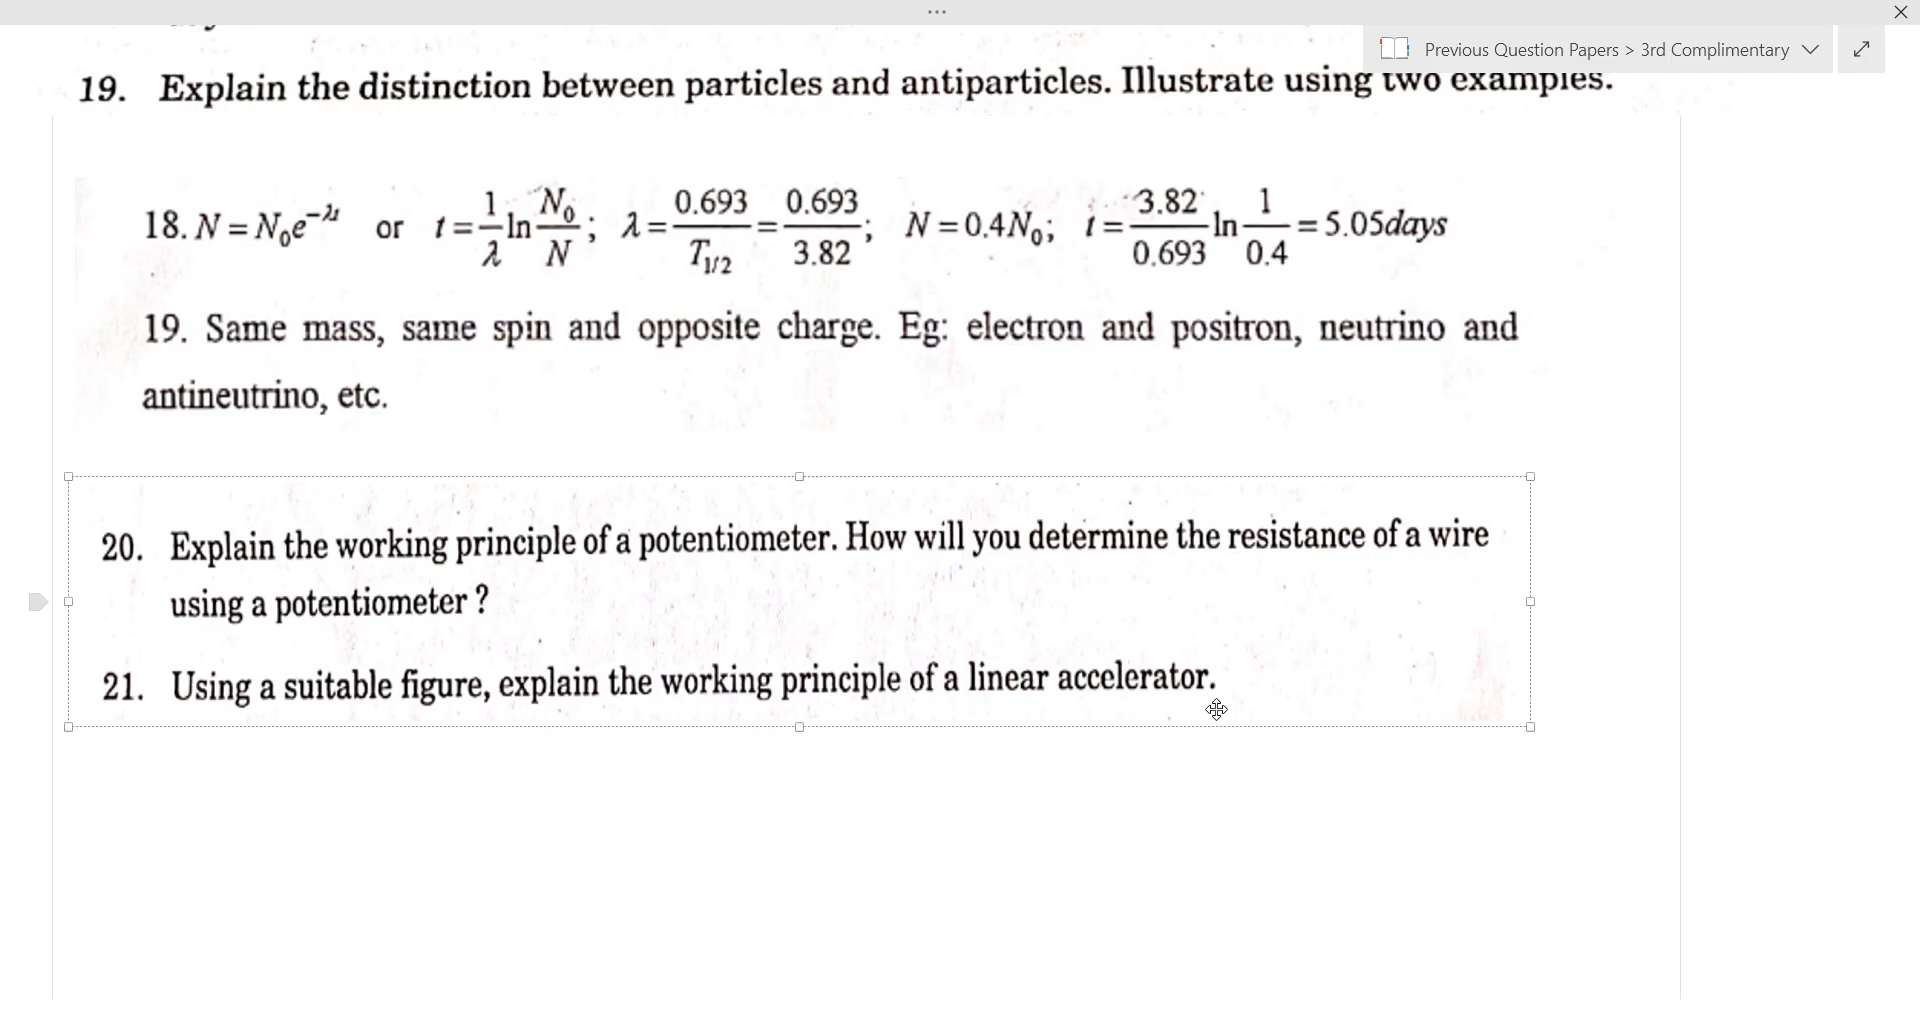 Previous Question Papers > 3rd Complimentary
19. Explain the distinction between particles and antiparticles. Illustrate using two examples.
18. N = N₀e^{-λt} or t = 1/λ ln N₀/N ; λ = 0.693/T_{1/2} = 0.693/3.82 ; N = 0.4N₀; t = 3.82/0.693 ln 1/0.4 = 5.05days
19. Same mass, same spin and opposite charge. Eg: electron and positron, neutrino and
antineutrino, etc.
20. Explain the working principle of a potentiometer. How will you determine the resistance of a wire
using a potentiometer ?
21. Using a suitable figure, explain the working principle of a linear accelerator.